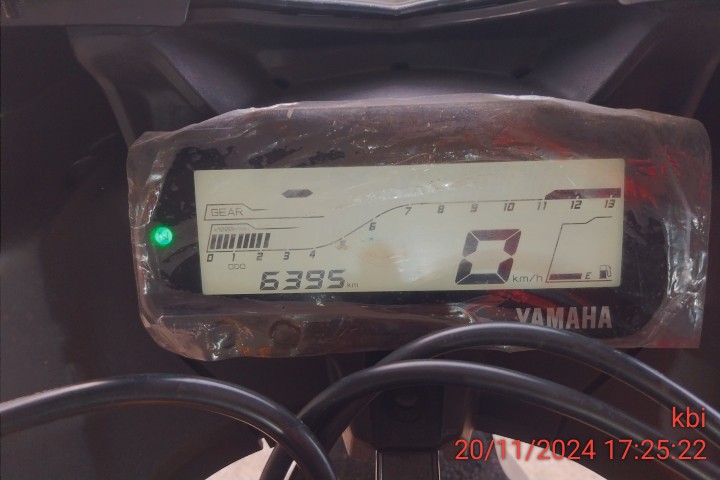 GEAR
7 8 9 10 11 12 13
6
0 1 2 3 4
ODO
6395 km
0 km/h
E
YAMAHA
kbi
20/11/2024 17:25:22